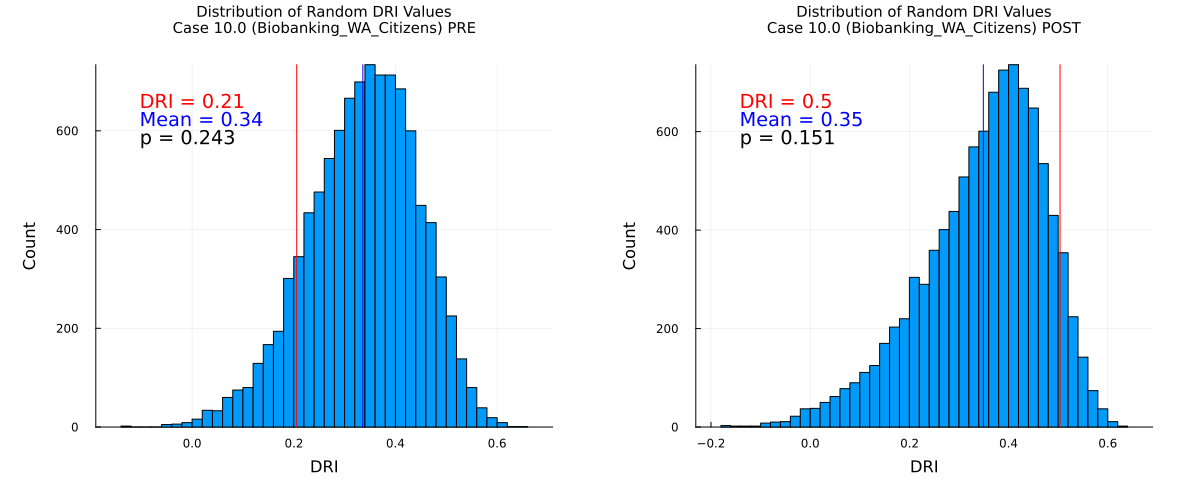 Distribution of Random DRI Values
Case 10.0 (Biobanking_WA_Citizens) PRE
DRI = 0.21
Mean = 0.34
p = 0.243
600
400
200
0
Count
0.0
0.2
0.4
0.6
DRI
Distribution of Random DRI Values
Case 10.0 (Biobanking_WA_Citizens) POST
DRI = 0.5
Mean = 0.35
p = 0.151
600
400
200
0
Count
−0.2
0.0
0.2
0.4
0.6
DRI